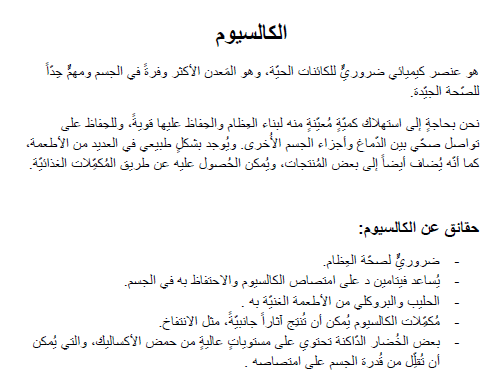 الكالسيوم
هو عنصر كيميائي ضروريٌّ للكائنات الحيّة، وهو المَعدن الأكثر وفرةً في الجسم ومهمٌّ جِدّاً
للصّحة الجيّدة.
نحن بحاجةٍ إلى استهلاك كميّةٍ مُعيّنةٍ منه لبناء العِظام والحِفاظ عليها قويةً، وللحِفاظ على
تواصل صحّي بين الدّماغ وأجزاء الجسم الأُخرى. ويُوجد بشكلٍ طبيعي في العديد من الأطعمة،
كما أنّه يُضاف أيضاً إلى بعض المُنتجات، ويُمكن الحُصول عليه عن طريق المُكمّلات الغذائيّة.
حقائق عن الكالسيوم:
- ضروريٌّ لصحّة العِظام.
- يُساعد فيتامين د على امتصاص الكالسيوم والاحتفاظ به في الجسم.
- الحليب والبروكلي من الأطعمة الغنيّة به .
- مُكمّلات الكالسيوم يُمكن أن تُنتِج آثاراً جانبيّةً، مثل الانتفاخ.
- بعض الخُضار الدّاكنة تحتوي على مستوياتٍ عاليةٍ من حمض الأكساليك، والتي يُمكن
أن تُقلّل من قُدرة الجسم على امتصاصه .